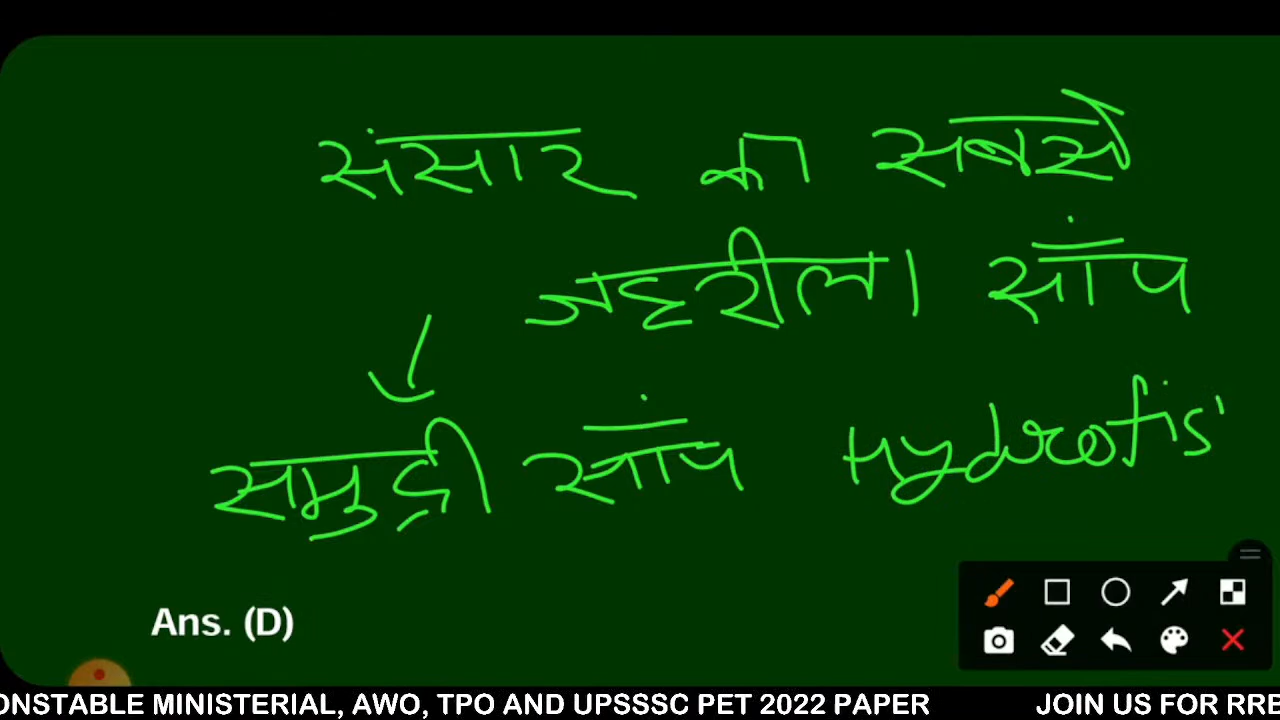 संसार का सबसे
जहरीला साँप
समुद्री साँप Hydrofis'
Ans. (D)
ONSTABLE MINISTERIAL, AWO, TPO AND UPSSSC PET 2022 PAPER JOIN US FOR RRE